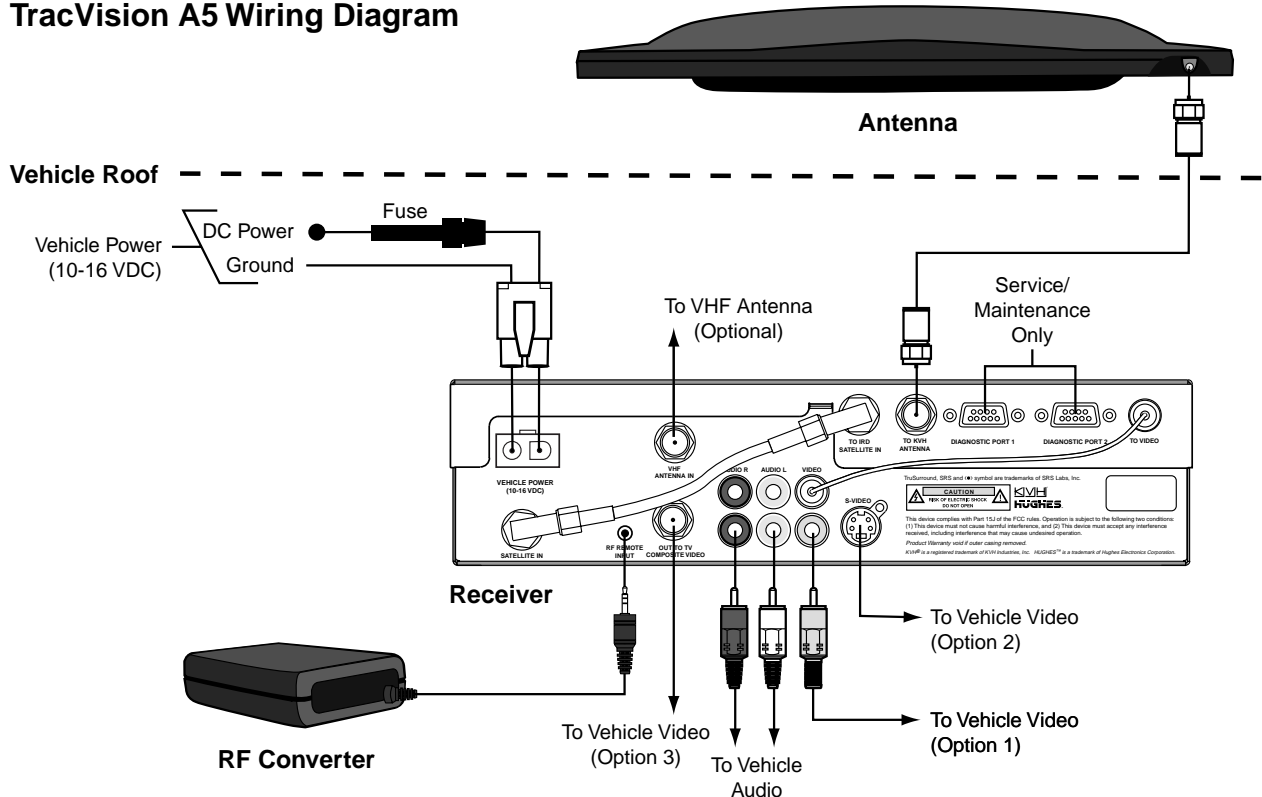 TracVision A5 Wiring Diagram
Antenna
Vehicle Roof
Fuse
DC Power
Vehicle Power
(10-16 VDC)
Ground
To VHF Antenna
(Optional)
Service/
Maintenance
Only
TO IRD
SATELLITE IN
TO KVH
ANTENNA
DIAGNOSTIC PORT 1
DIAGNOSTIC PORT 2
TO VIDEO
VHF
ANTENNA IN
AUDIO L
VIDEO
VEHICLE POWER
(10-16 VDC)
S-VIDEO
TruSurround, SRS and (●) symbol are trademarks of SRS Labs, Inc.
CAUTION
RISK OF ELECTRIC SHOCK
DO NOT OPEN
KVH
HUGHES
This device complies with Part 15J of the FCC rules. Operation is subject to the following two conditions:
(1) This device must not cause harmful interference, and (2) This device must accept any interference
received, including interference that may cause undesired operation.
Product Warranty void if outer casing removed.
KVH® is a registered trademark of KVH Industries, Inc. HUGHES™ is a trademark of Hughes Electronics Corporation.
SATELLITE IN
RF REMOTE
INPUT
OUT TO TV
COMPOSITE VIDEO
Receiver
To Vehicle Video
(Option 2)
To Vehicle Video
(Option 1)
To Vehicle Video
(Option 3)
To Vehicle
Audio
RF Converter